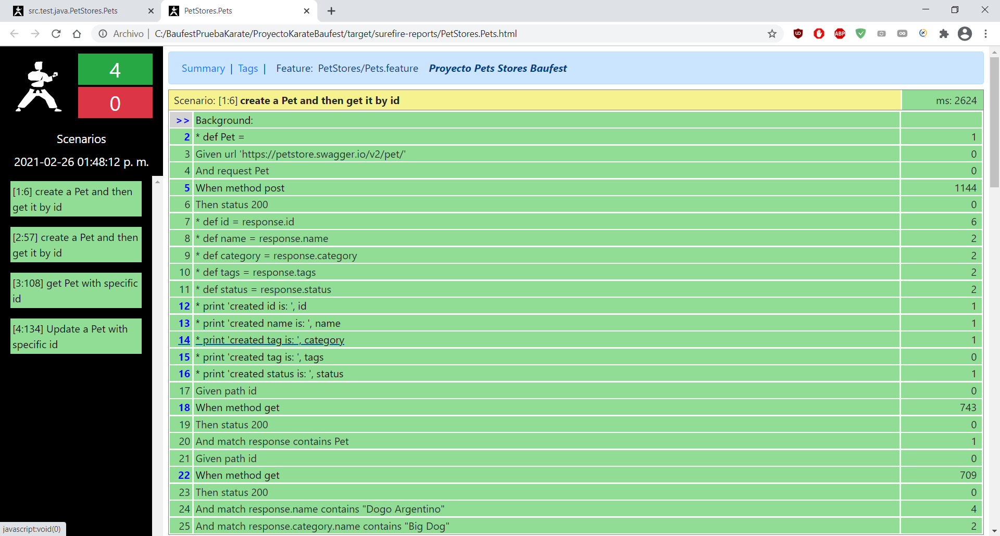 src.test.java.PetStores.Pets
PetStores.Pets
Archivo | C:/BaufestPruebaKarate/ProyectoKarateBaufest/target/surefire-reports/PetStores.Pets.html
UO
ABP
4
0
Scenarios
2021-02-26 01:48:12 p. m.
[1:6] create a Pet and then
get it by id
[2:57] create a Pet and then
get it by id
[3:108] get Pet with specific
id
[4:134] Update a Pet with
specific id
Summary | Tags | Feature: PetStores/Pets.feature Proyecto Pets Stores Baufest
Scenario: [1:6] create a Pet and then get it by id ms: 2624
>> Background:
2 * def Pet = 1
3 Given url 'https://petstore.swagger.io/v2/pet/' 0
4 And request Pet 0
5 When method post 1144
6 Then status 200 0
7 * def id = response.id 6
8 * def name = response.name 2
9 * def category = response.category 2
10 * def tags = response.tags 2
11 * def status = response.status 2
12 * print 'created id is: ', id 1
13 * print 'created name is: ', name 1
14 * print 'created tag is: ', category 1
15 * print 'created tag is: ', tags 0
16 * print 'created status is: ', status 1
17 Given path id 0
18 When method get 743
19 Then status 200 0
20 And match response contains Pet 1
21 Given path id 0
22 When method get 709
23 Then status 200 0
24 And match response.name contains "Dogo Argentino" 4
25 And match response.category.name contains "Big Dog" 2
javascript:void(0)